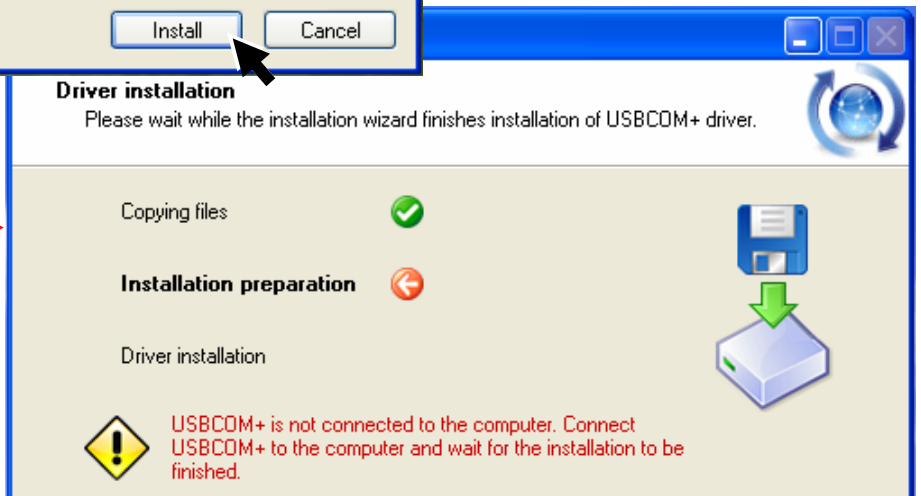 Install Cancel
Driver installation
Please wait while the installation wizard finishes installation of USBCOM+ driver.
Copying files
Installation preparation
Driver installation
USBCOM+ is not connected to the computer. Connect
USBCOM+ to the computer and wait for the installation to be
finished.